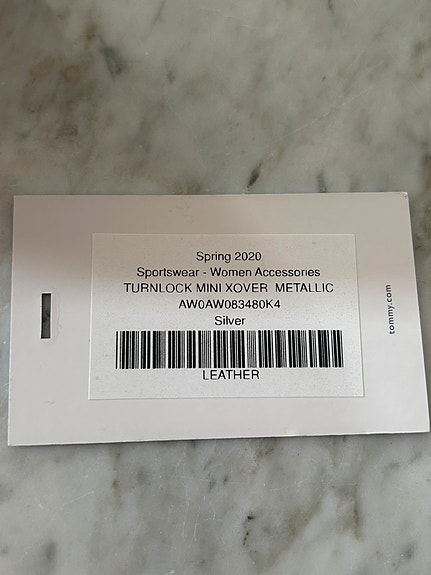 Spring 2020
Sportswear - Women Accessories
TURNLOCK MINI XOVER METALLIC
AW0AW083480K4
Silver
LEATHER
tommy.com